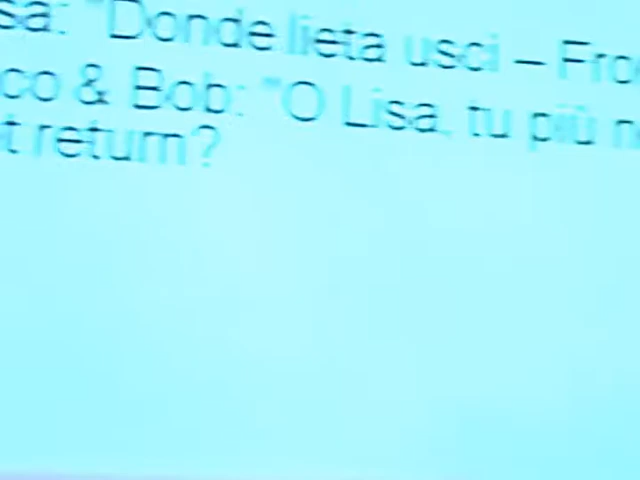 sa: "Donde lieta uscì – Fro
co & Bob: "O Lisa, tu più n
t return?